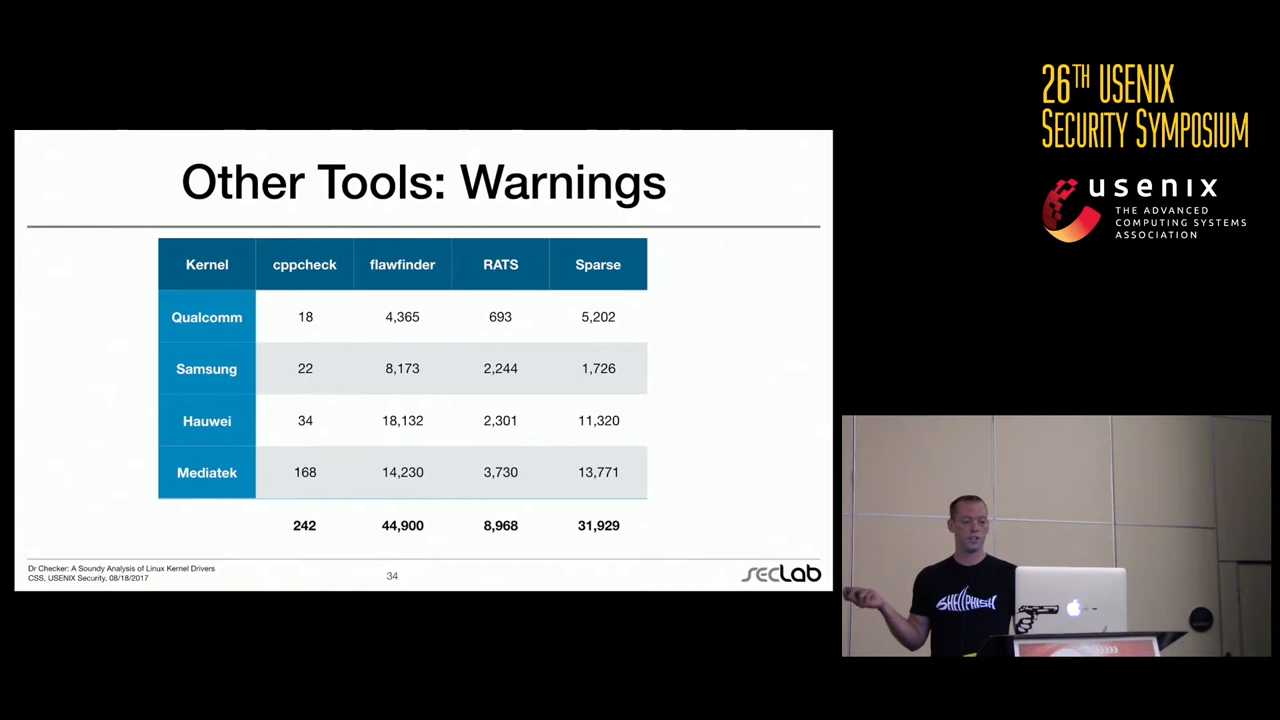 26TH USENIX
SECURITY SYMPOSIUM
usenix
THE ADVANCED
COMPUTING SYSTEMS
ASSOCIATION
Other Tools: Warnings
Kernel cppcheck flawfinder RATS Sparse
Qualcomm 18 4,365 693 5,202
Samsung 22 8,173 2,244 1,726
Hauwei 34 18,132 2,301 11,320
Mediatek 168 14,230 3,730 13,771
242 44,900 8,968 31,929
Dr Checker: A Soundy Analysis of Linux Kernel Drivers
CSS, USENIX Security, 08/18/2017
34
secLab
SHELLPHISH